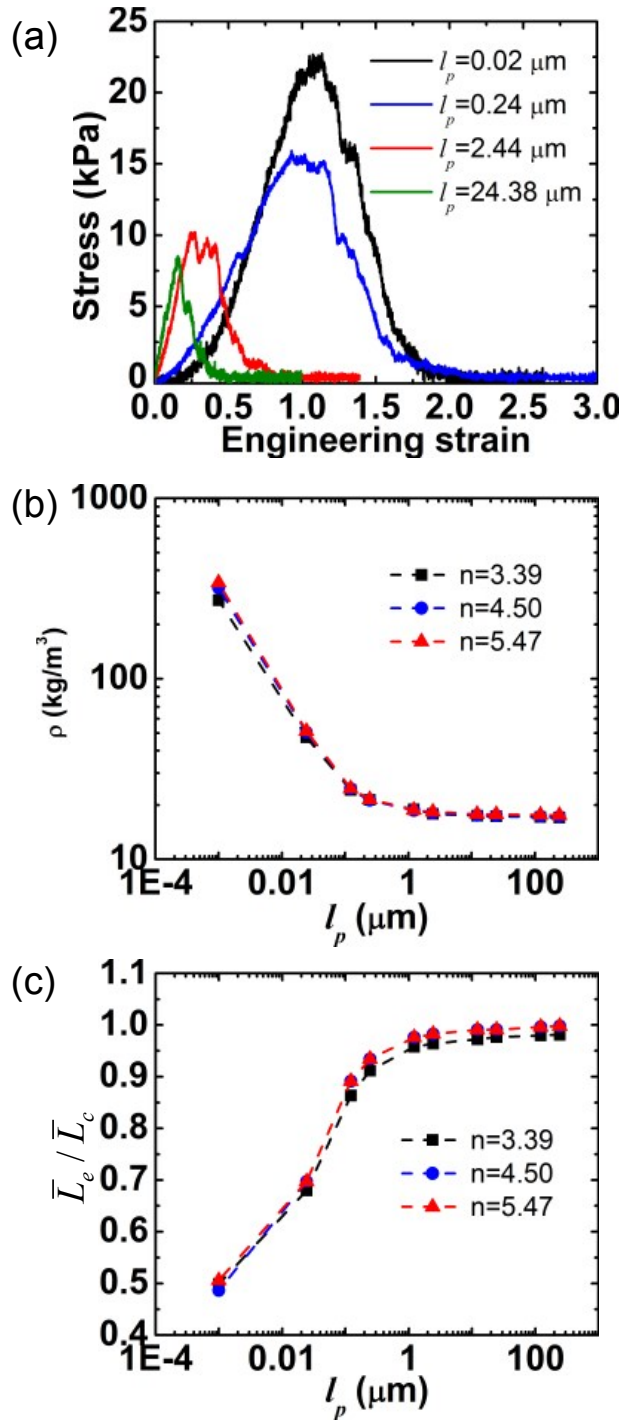 (a)
25
20
15
10
5
0
Stress (kPa)
l_p=0.02 μm
l_p=0.24 μm
l_p=2.44 μm
l_p=24.38 μm
0.0 0.5 1.0 1.5 2.0 2.5 3.0
Engineering strain
(b)
1000
100
10
ρ (kg/m³)
n=3.39
n=4.50
n=5.47
1E-4 0.01 1 100
l_p (μm)
(c)
1.1
1.0
0.9
0.8
0.7
0.6
0.5
0.4
L̅_e / L̅_c
n=3.39
n=4.50
n=5.47
1E-4 0.01 1 100
l_p (μm)